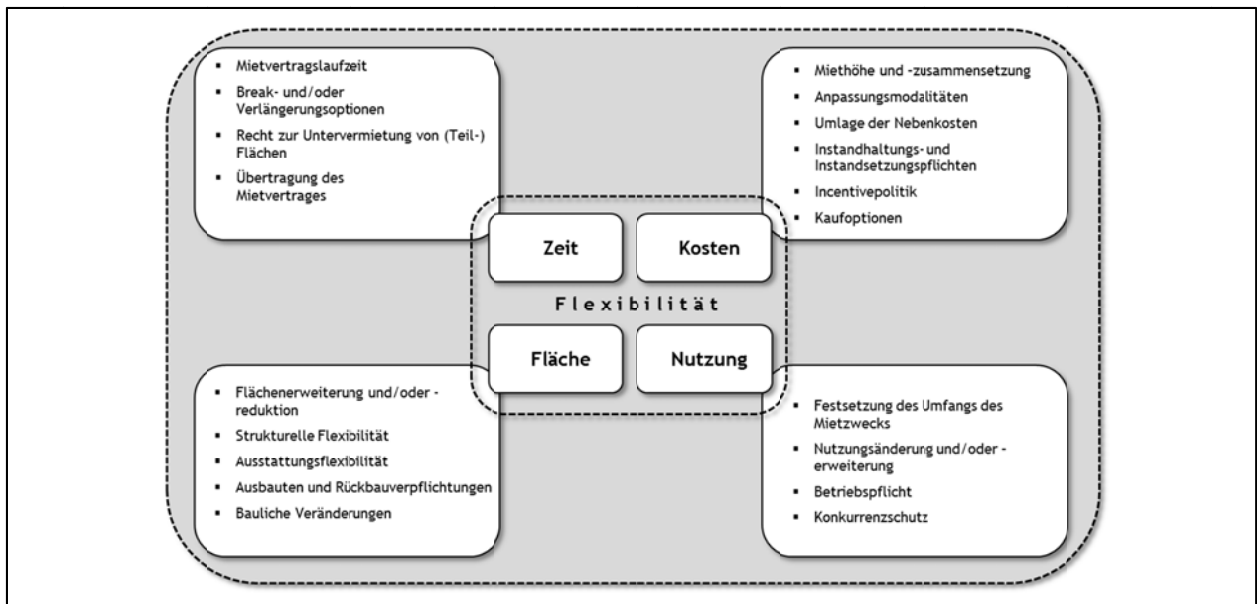 ▪ Mietvertragslaufzeit
▪ Break- und/oder
Verlängerungsoptionen
▪ Recht zur Untervermietung von (Teil-)
Flächen
▪ Übertragung des
Mietvertrages
▪ Miethöhe und -zusammensetzung
▪ Anpassungsmodalitäten
▪ Umlage der Nebenkosten
▪ Instandhaltungs- und
Instandsetzungspflichten
▪ Incentivepolitik
▪ Kaufoptionen
Zeit
Kosten
Flexibilität
Fläche
Nutzung
▪ Flächenerweiterung und/oder -
reduktion
▪ Strukturelle Flexibilität
▪ Ausstattungsflexibilität
▪ Ausbauten und Rückbauverpflichtungen
▪ Bauliche Veränderungen
▪ Festsetzung des Umfangs des
Mietzwecks
▪ Nutzungsänderung und/oder -
erweiterung
▪ Betriebspflicht
▪ Konkurrenzschutz